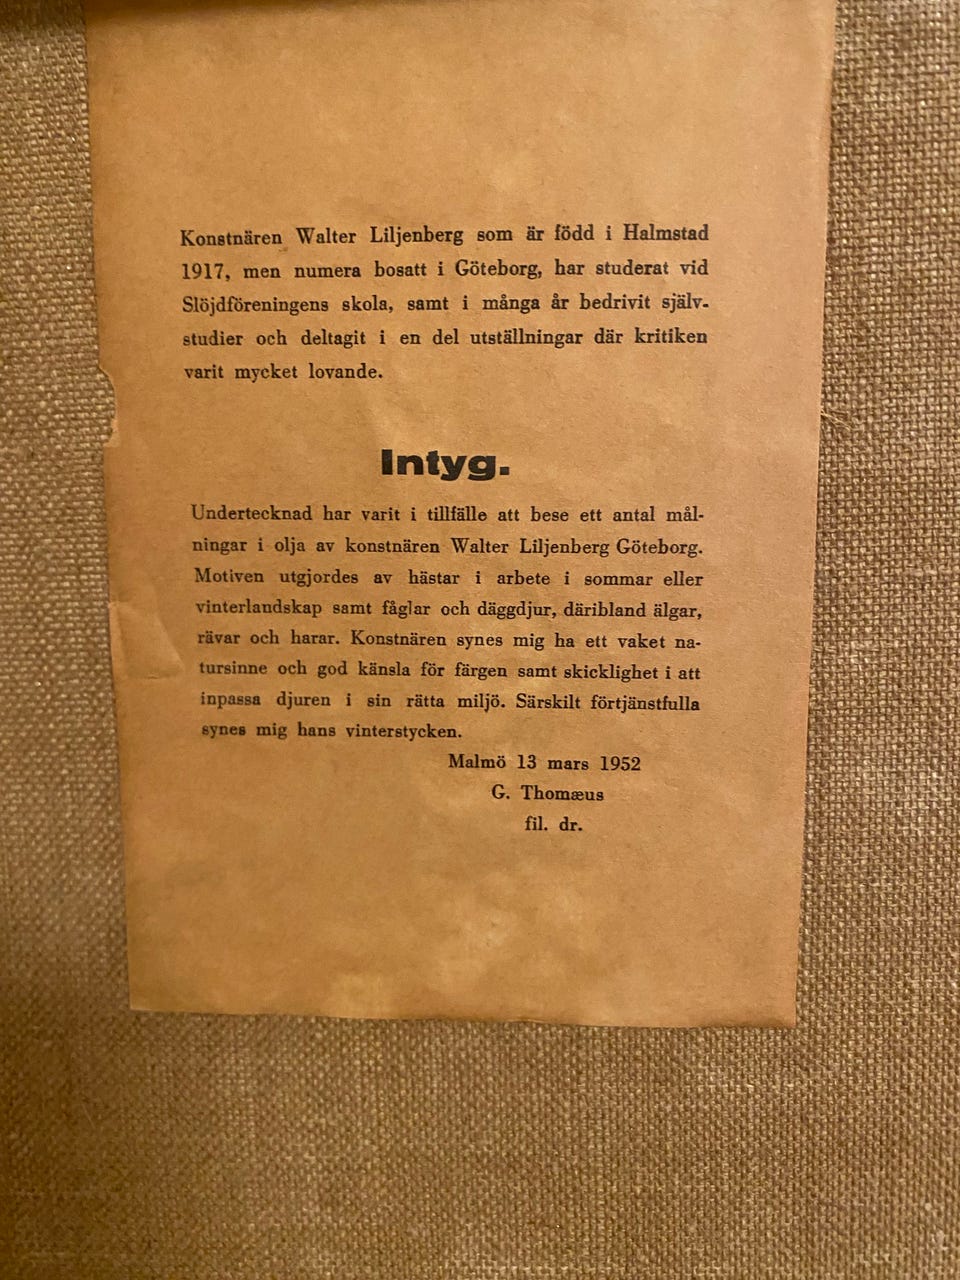 Konstnären Walter Liljenberg som är född i Halmstad
1917, men numera bosatt i Göteborg, har studerat vid
Slöjdföreningens skola, samt i många år bedrivit själv-
studier och deltagit i en del utställningar där kritiken
varit mycket lovande.
Intyg.
Undertecknad har varit i tillfälle att bese ett antal mål-
ningar i olja av konstnären Walter Liljenberg Göteborg.
Motiven utgjordes av hästar i arbete i sommar eller
vinterlandskap samt fåglar och däggdjur, däribland älgar,
rävar och harar. Konstnären synes mig ha ett vaket na-
tursinne och god känsla för färgen samt skicklighet i att
inpassa djuren i sin rätta miljö. Särskilt förtjänstfulla
synes mig hans vinterstycken.
Malmö 13 mars 1952
G. Thomæus
fil. dr.